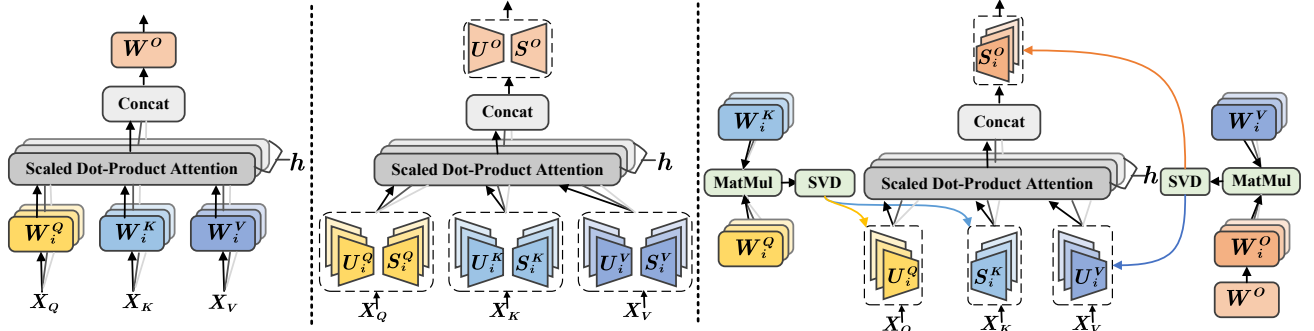 W^O
Concat
Scaled Dot-Product Attention
h
W_i^Q W_i^K W_i^V
X_Q X_K X_V
U^O S^O
Concat
Scaled Dot-Product Attention
h
U_i^Q S_i^Q U_i^K S_i^K U_i^V S_i^V
X_Q X_K X_V
S_i^O
W_i^K Concat W_i^V
MatMul SVD Scaled Dot-Product Attention h SVD MatMul
W_i^Q U_i^Q S_i^K U_i^V W_i^O
W^O
X_Q X_K X_V